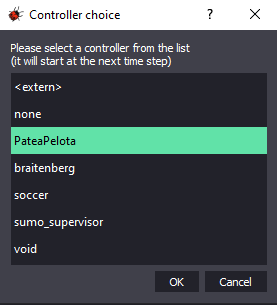 Controller choice
Please select a controller from the list
(it will start at the next time step)
<extern>
none
PateaPelota
braitenberg
soccer
sumo_supervisor
void
OK Cancel